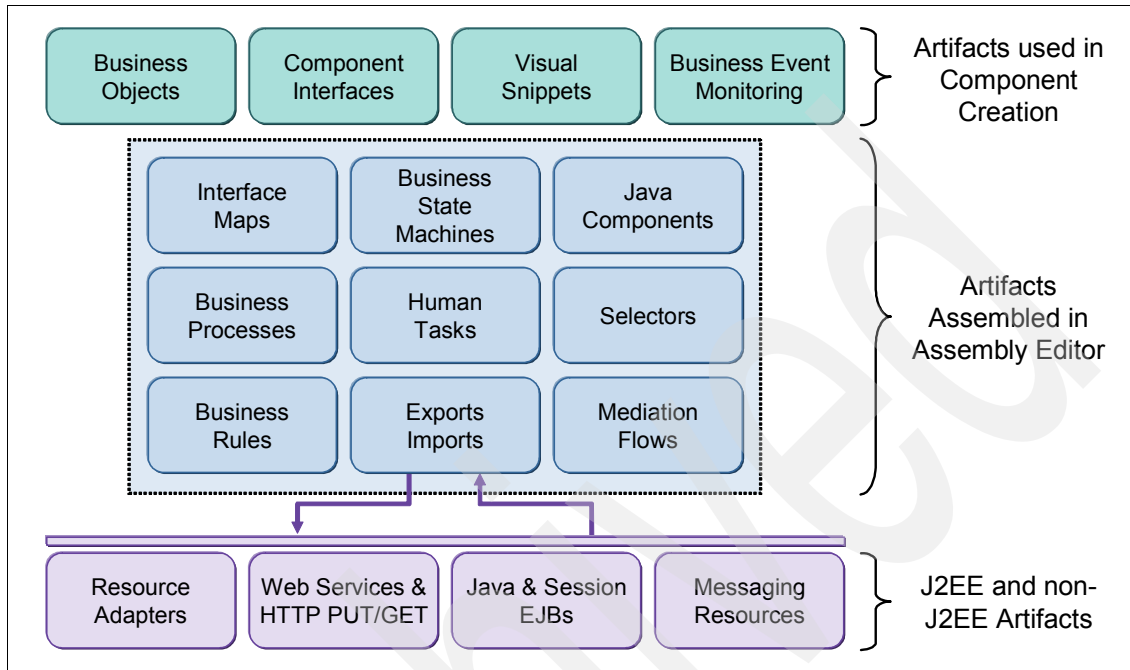 Business
Objects
Component
Interfaces
Visual
Snippets
Business Event
Monitoring
Artifacts used in
Component
Creation
Interface
Maps
Business
State
Machines
Java
Components
Business
Processes
Human
Tasks
Selectors
Business
Rules
Exports
Imports
Mediation
Flows
Artifacts
Assembled in
Assembly Editor
Resource
Adapters
Web Services &
HTTP PUT/GET
Java & Session
EJBs
Messaging
Resources
J2EE and non-
J2EE Artifacts